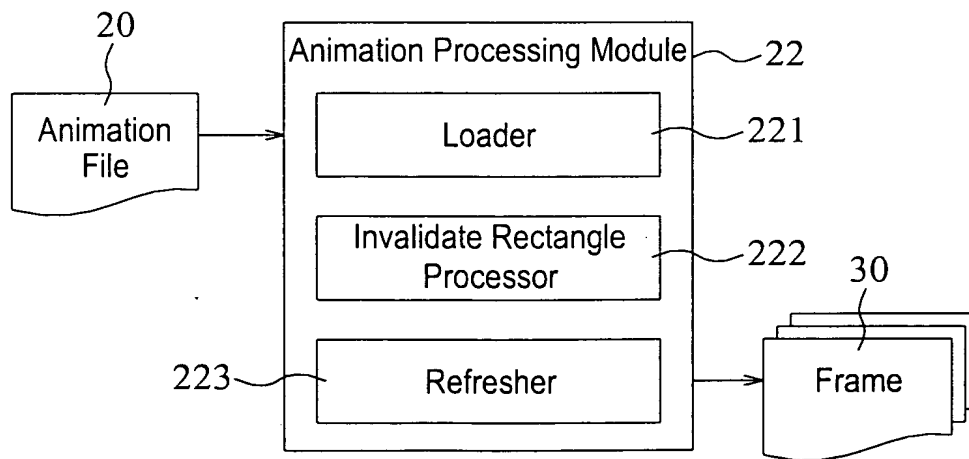 20
Animation Processing Module
22
Animation
File
Loader
221
Invalidate Rectangle
Processor
222
30
223
Refresher
Frame